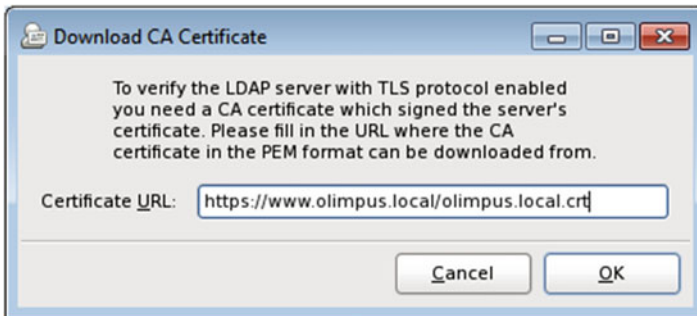 Download CA Certificate
To verify the LDAP server with TLS protocol enabled
you need a CA certificate which signed the server's
certificate. Please fill in the URL where the CA
certificate in the PEM format can be downloaded from.
Certificate URL: https://www.olimpus.local/olimpus.local.crt
Cancel OK